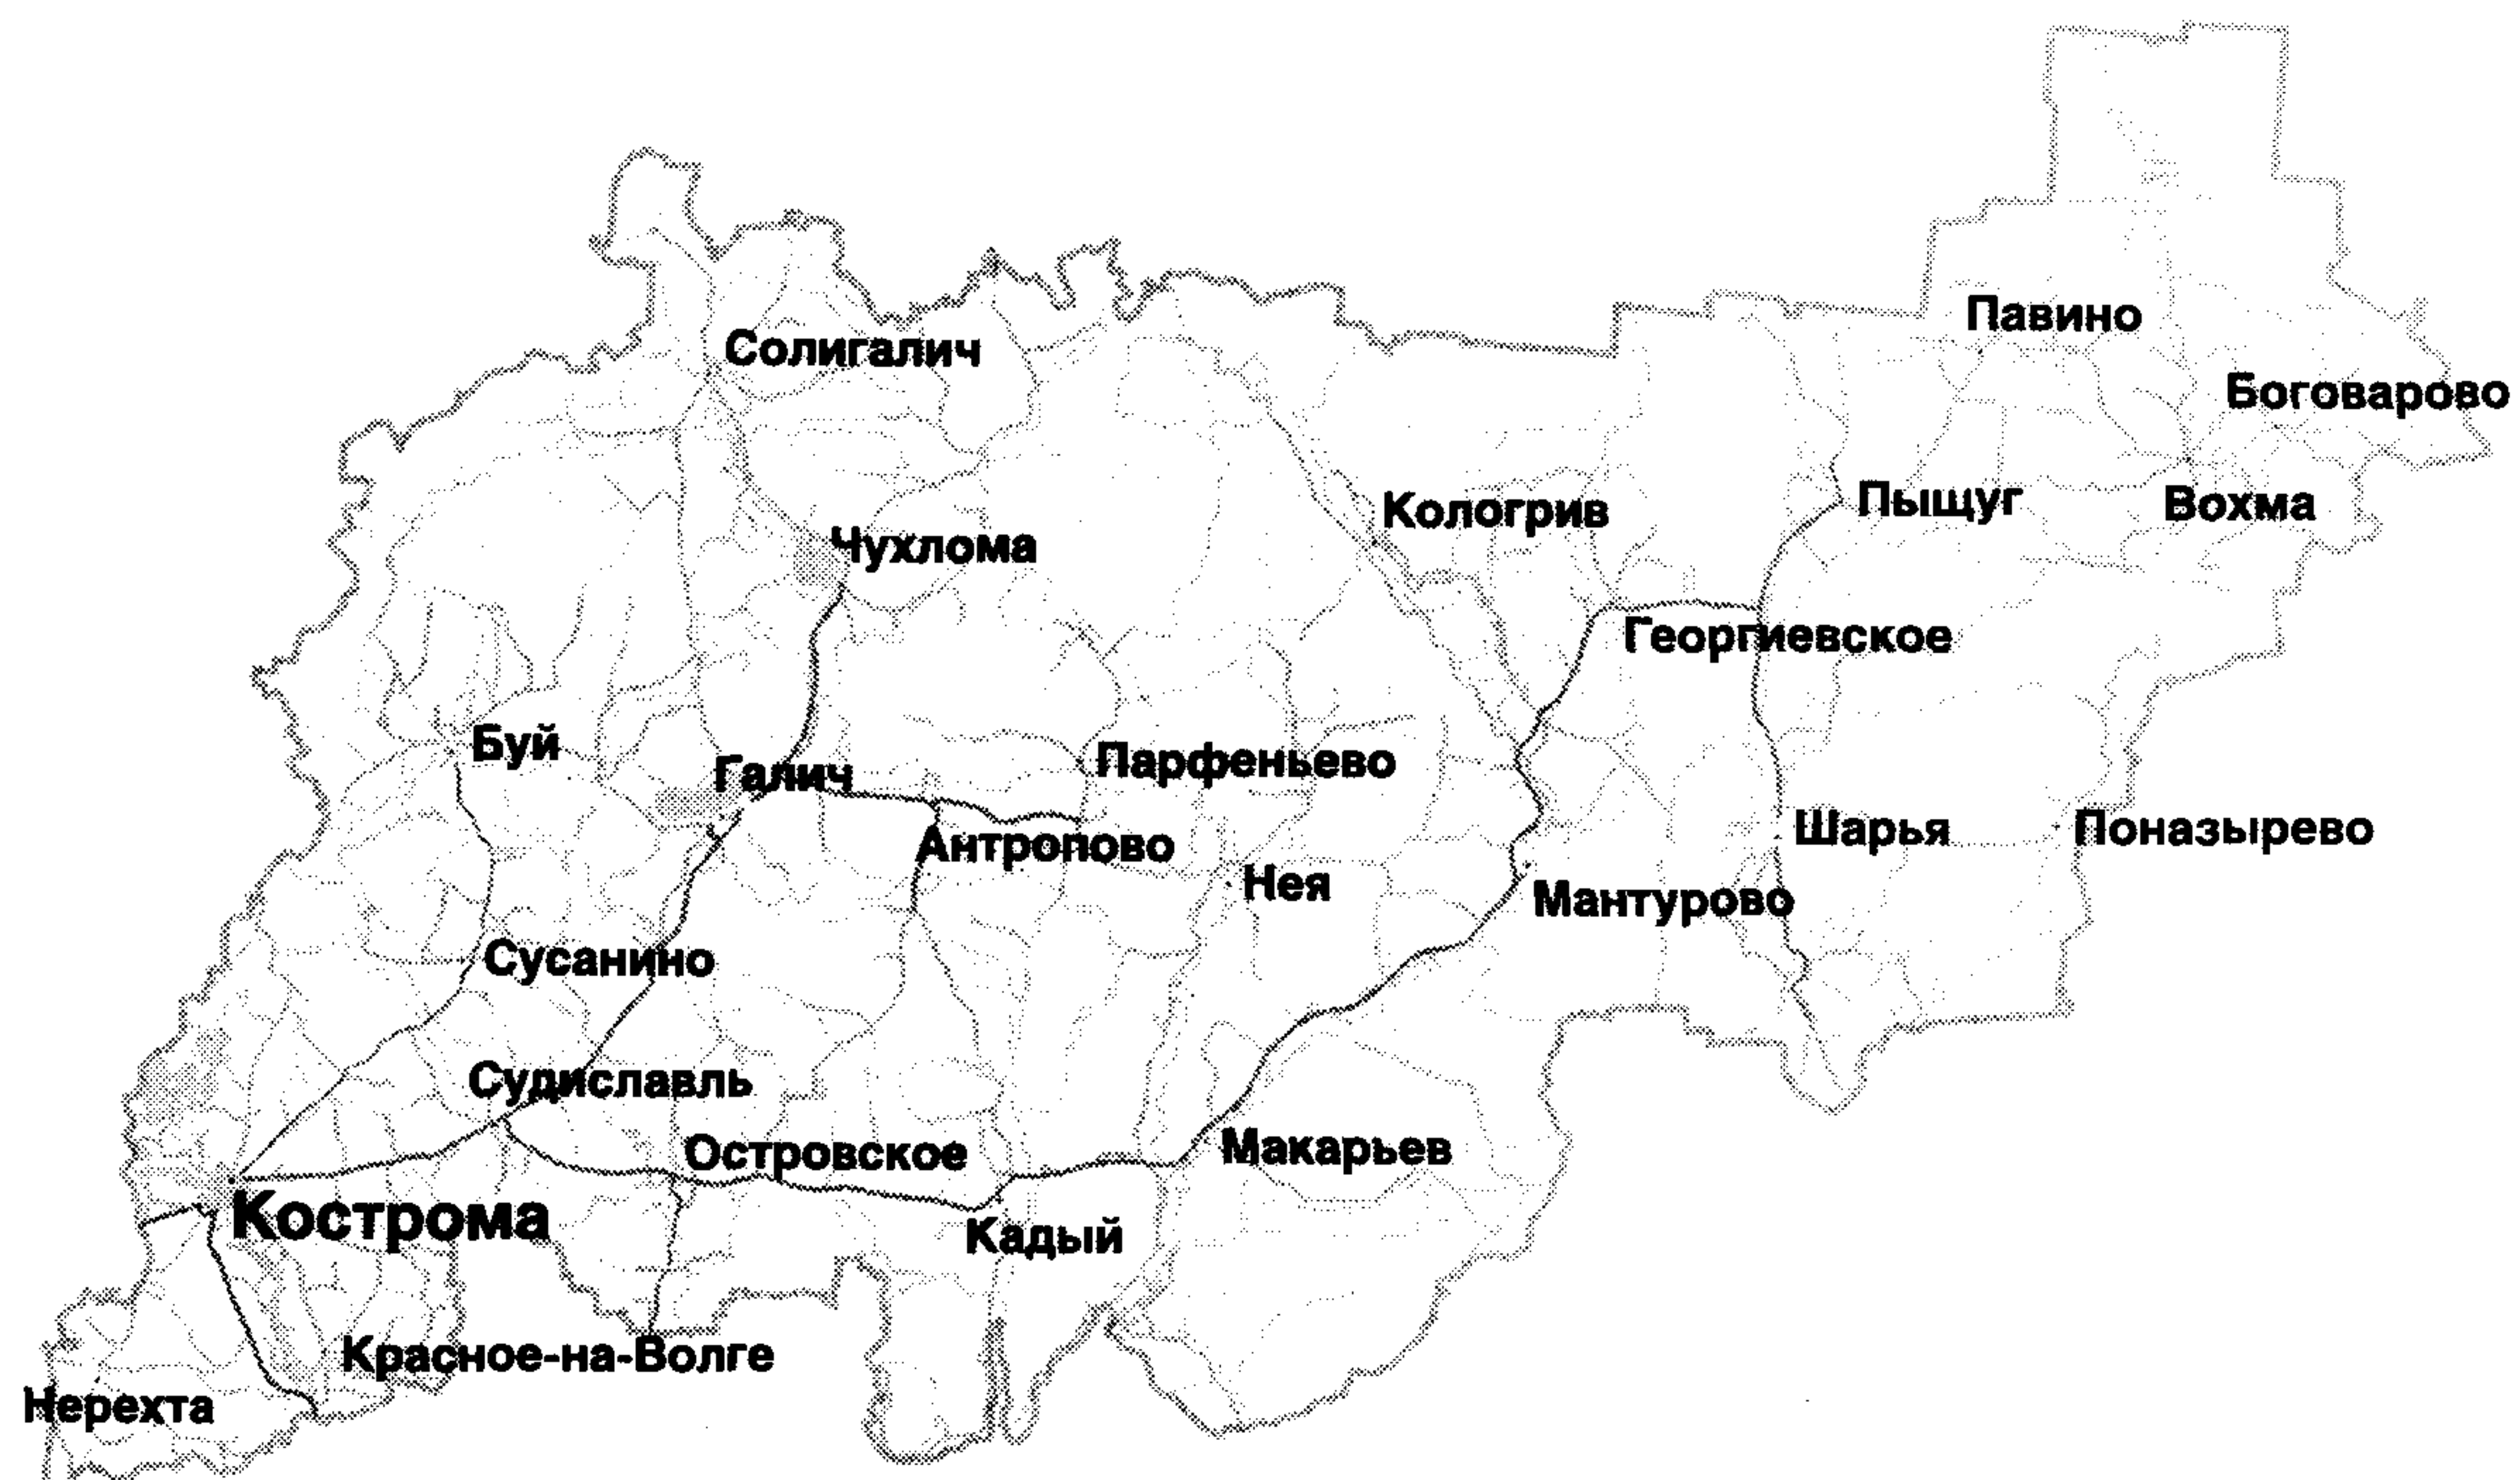 Павино
Солигалич
Боговарово
Кологрив
Пыщуг
Вохма
Чухлома
Георгиевское
Буй
Галич
Парфеньево
Антропово
Шарья
Поназырево
Нея
Мантурово
Сусанино
Судиславль
Островское
Макарьев
Кострома
Кадый
Красное-на-Волге
Нерехта